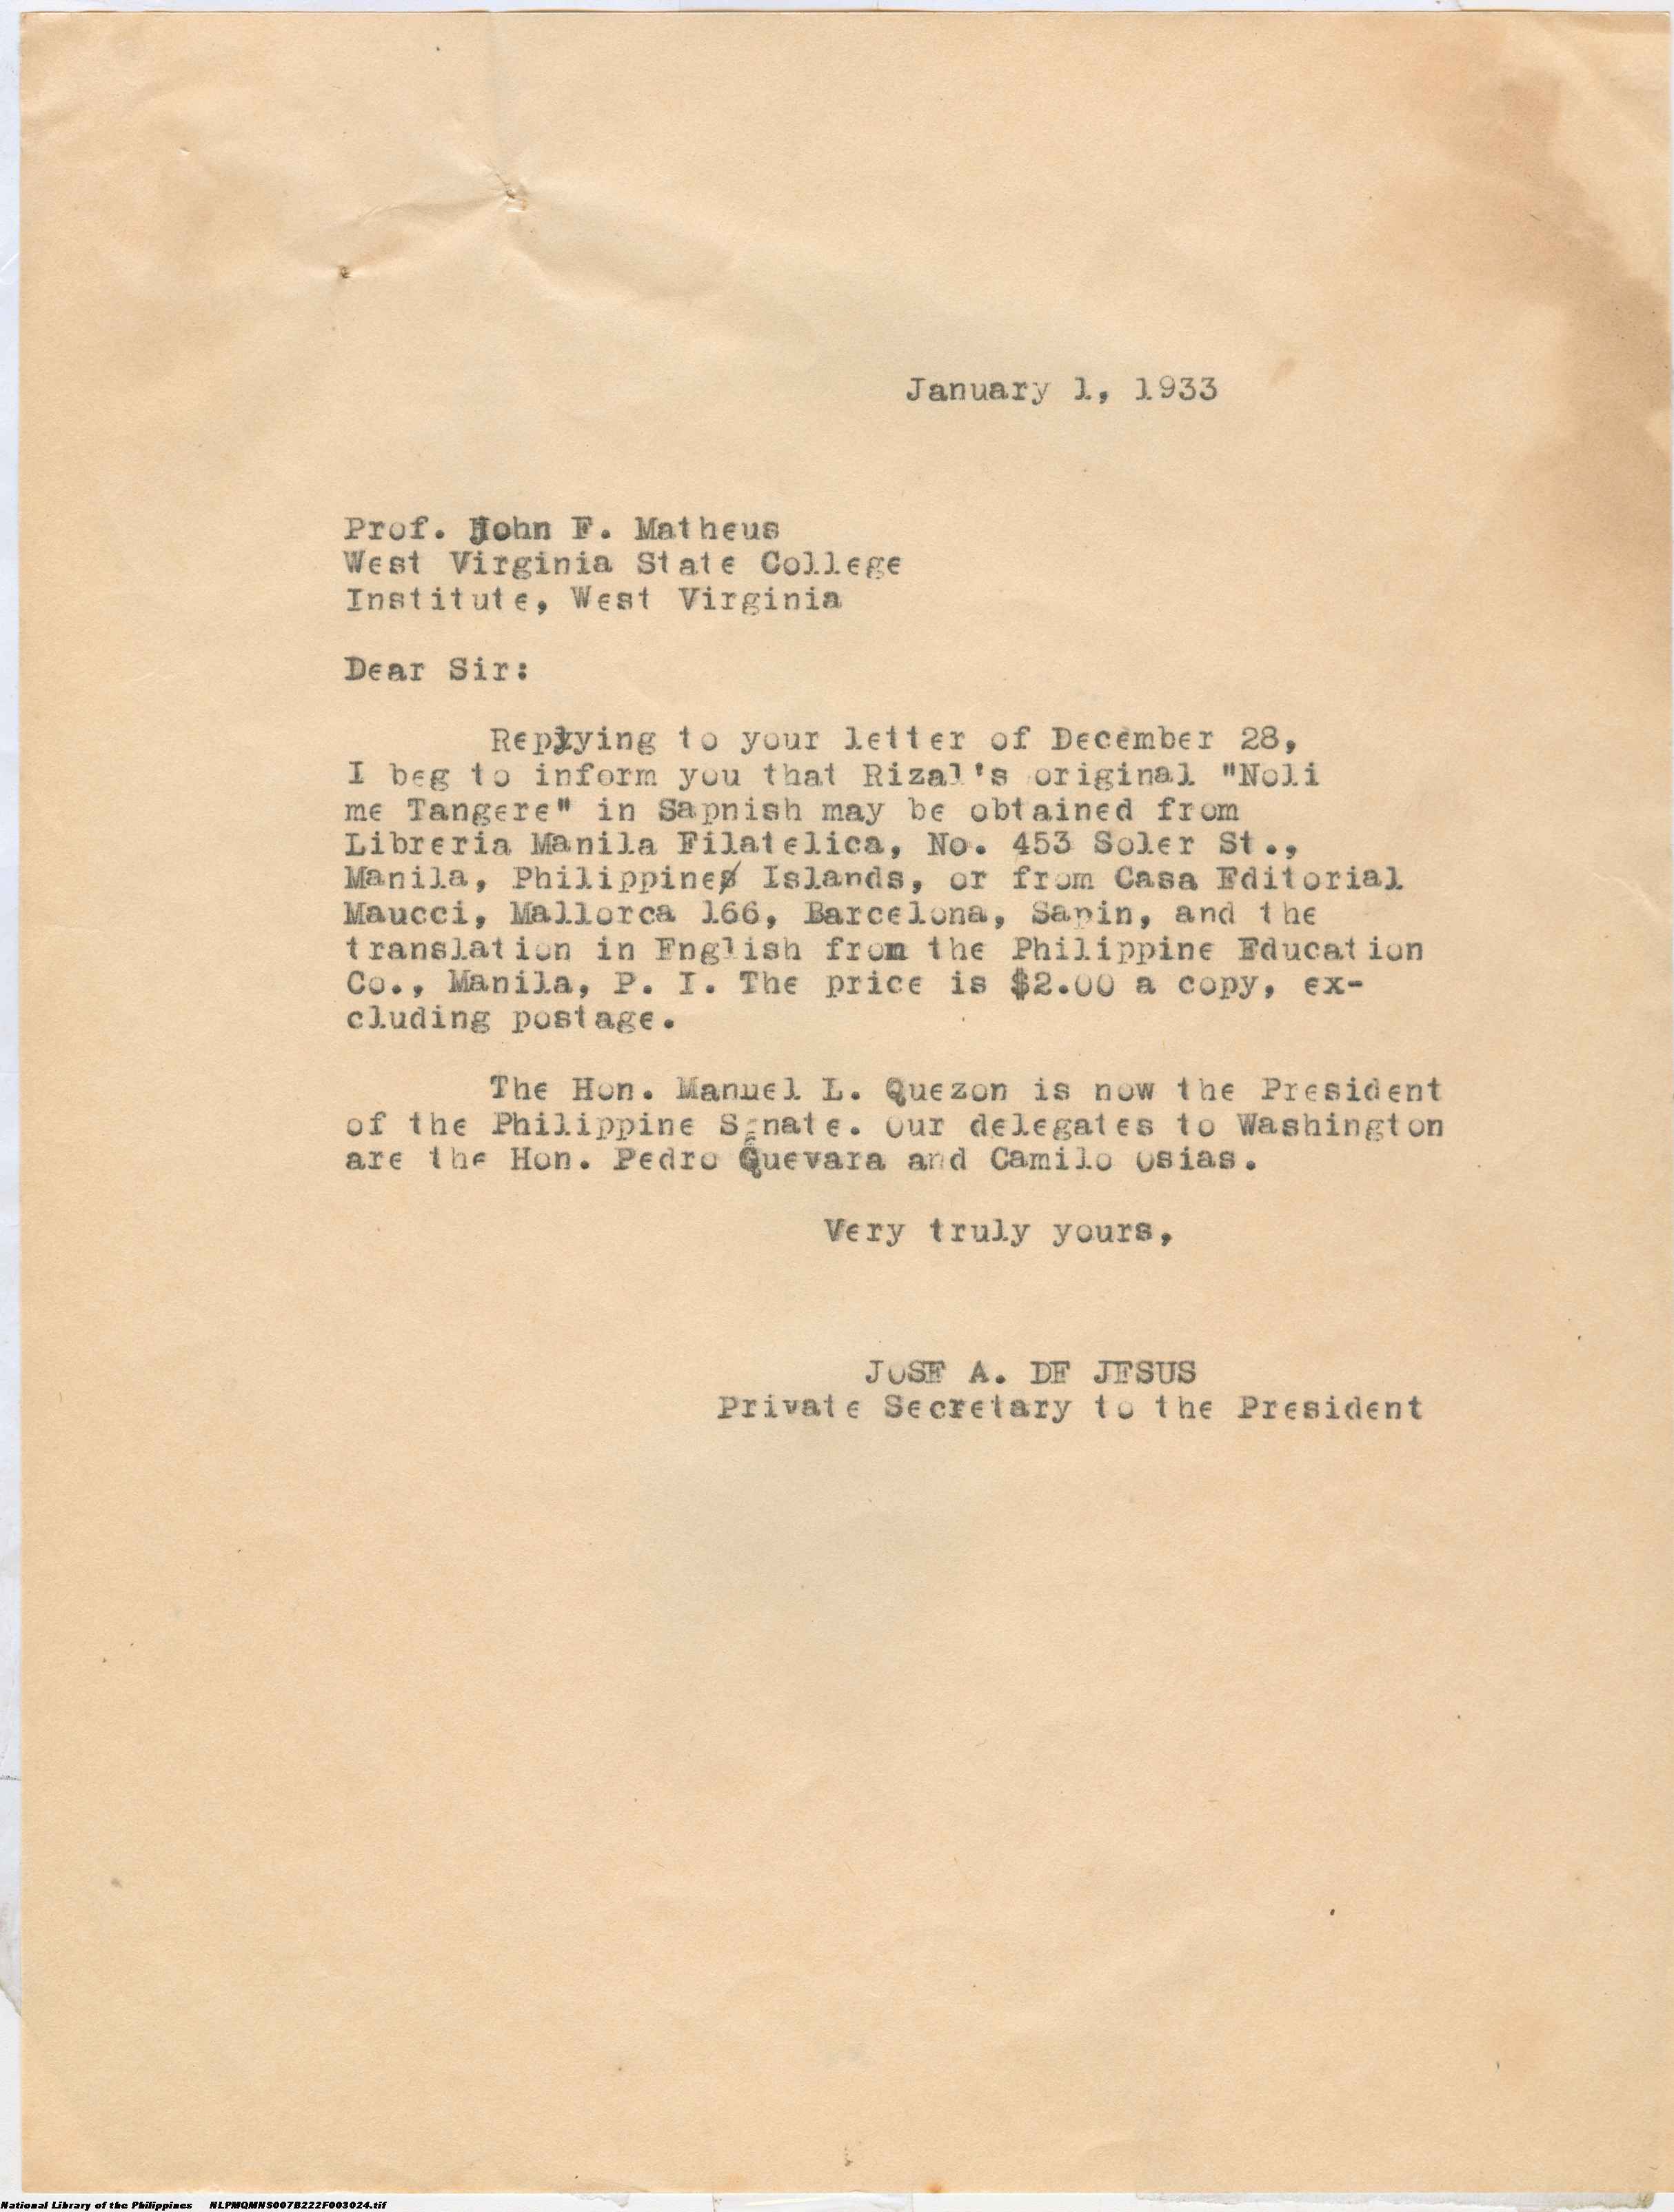 January 1, 1933
Prof. John F. Matheus
West Virginia State College
Institute, West Virginia
Dear Sir:
Replying to your letter of December 28,
I beg to inform you that Rizal's original "Noli
me Tangere" in Sapnish may be obtained from
Libreria Manila Filatelica, No. 453 Soler St.,
Manila, Philippine Islands, or from Casa Editorial
Maucci, Mallorca 166, Barcelona, Sapin, and the
translation in English from the Philippine Education
Co., Manila, P. I. The price is $2.00 a copy, ex-
cluding postage.
The Hon. Manuel L. Quezon is now the President
of the Philippine Senate. Our delegates to Washington
are the Hon. Pedro Guevara and Camilo Osias.
Very truly yours,
JOSE A. DE JESUS
Private Secretary to the President
National Library of the Philippines NLPMQMNS007B222F003024.tif